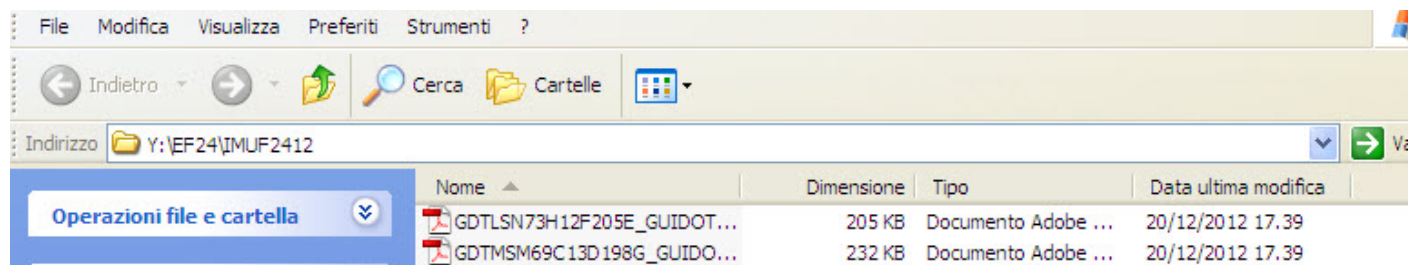 File Modifica Visualizza Preferiti Strumenti ?
Indietro Cerca Cartelle
Indirizzo Y:\EF24\IMUF2412 Va
Nome Dimensione Tipo Data ultima modifica
Operazioni file e cartella
GDTLSN73H12F205E_GUIDOT... 205 KB Documento Adobe ... 20/12/2012 17.39
GDTMSM69C13D198G_GUIDO... 232 KB Documento Adobe ... 20/12/2012 17.39